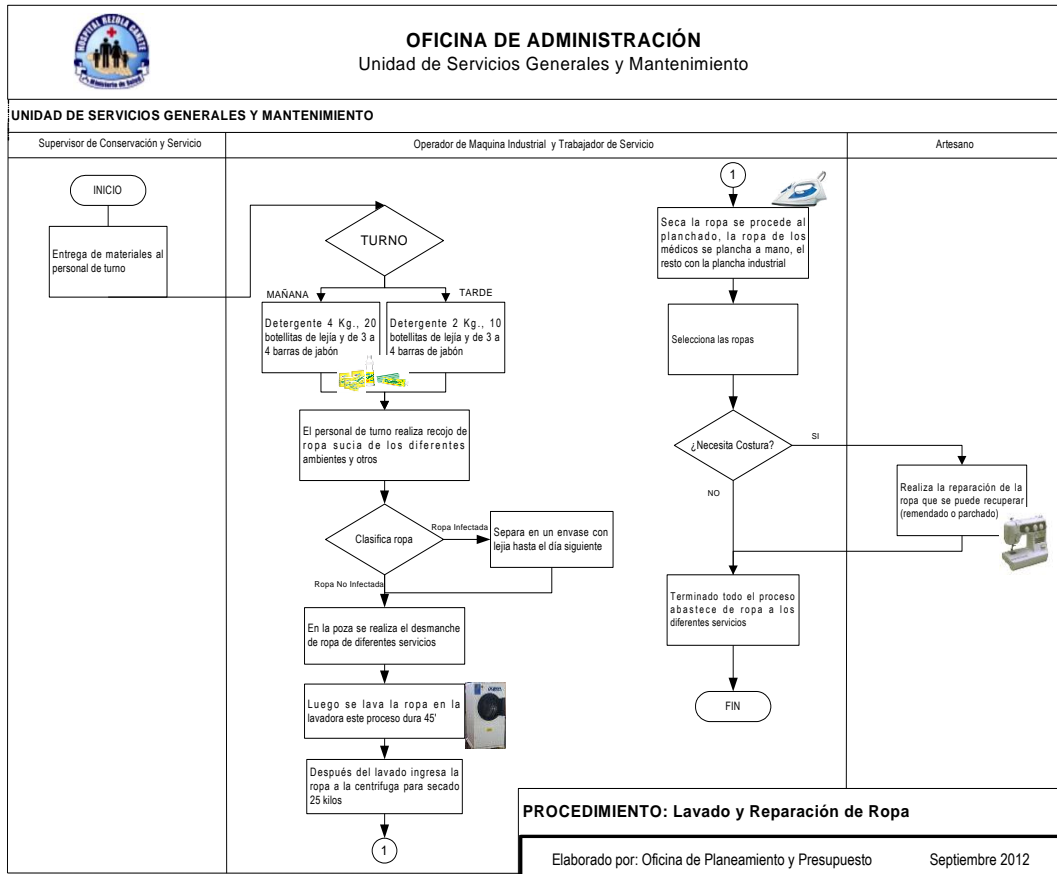 HOSPITAL REZOLA CAÑETE
Ministerio de Salud
OFICINA DE ADMINISTRACIÓN
Unidad de Servicios Generales y Mantenimiento
UNIDAD DE SERVICIOS GENERALES Y MANTENIMIENTO
Supervisor de Conservación y Servicio
Operador de Maquina Industrial y Trabajador de Servicio
Artesano
INICIO
Entrega de materiales al
personal de turno
TURNO
MAÑANA
TARDE
Detergente 4 Kg., 20
botellitas de lejía y de 3 a
4 barras de jabón
Detergente 2 Kg., 10
botellitas de lejía y de 3 a
4 barras de jabón
El personal de turno realiza recojo de
ropa sucia de los diferentes
ambientes y otros
Clasifica ropa
Ropa Infectada
Separa en un envase con
lejia hasta el día siguiente
Ropa No Infectada
En la poza se realiza el desmanche
de ropa de diferentes servicios
Luego se lava la ropa en la
lavadora este proceso dura 45'
Después del lavado ingresa la
ropa a la centrifuga para secado
25 kilos
1
1
Seca la ropa se procede al
planchado, la ropa de los
médicos se plancha a mano, el
resto con la plancha industrial
Selecciona las ropas
¿Necesita Costura?
SI
NO
Realiza la reparación de la
ropa que se puede recuperar
(remendado o parchado)
Terminado todo el proceso
abastece de ropa a los
diferentes servicios
FIN
PROCEDIMIENTO: Lavado y Reparación de Ropa
Elaborado por: Oficina de Planeamiento y Presupuesto
Septiembre 2012